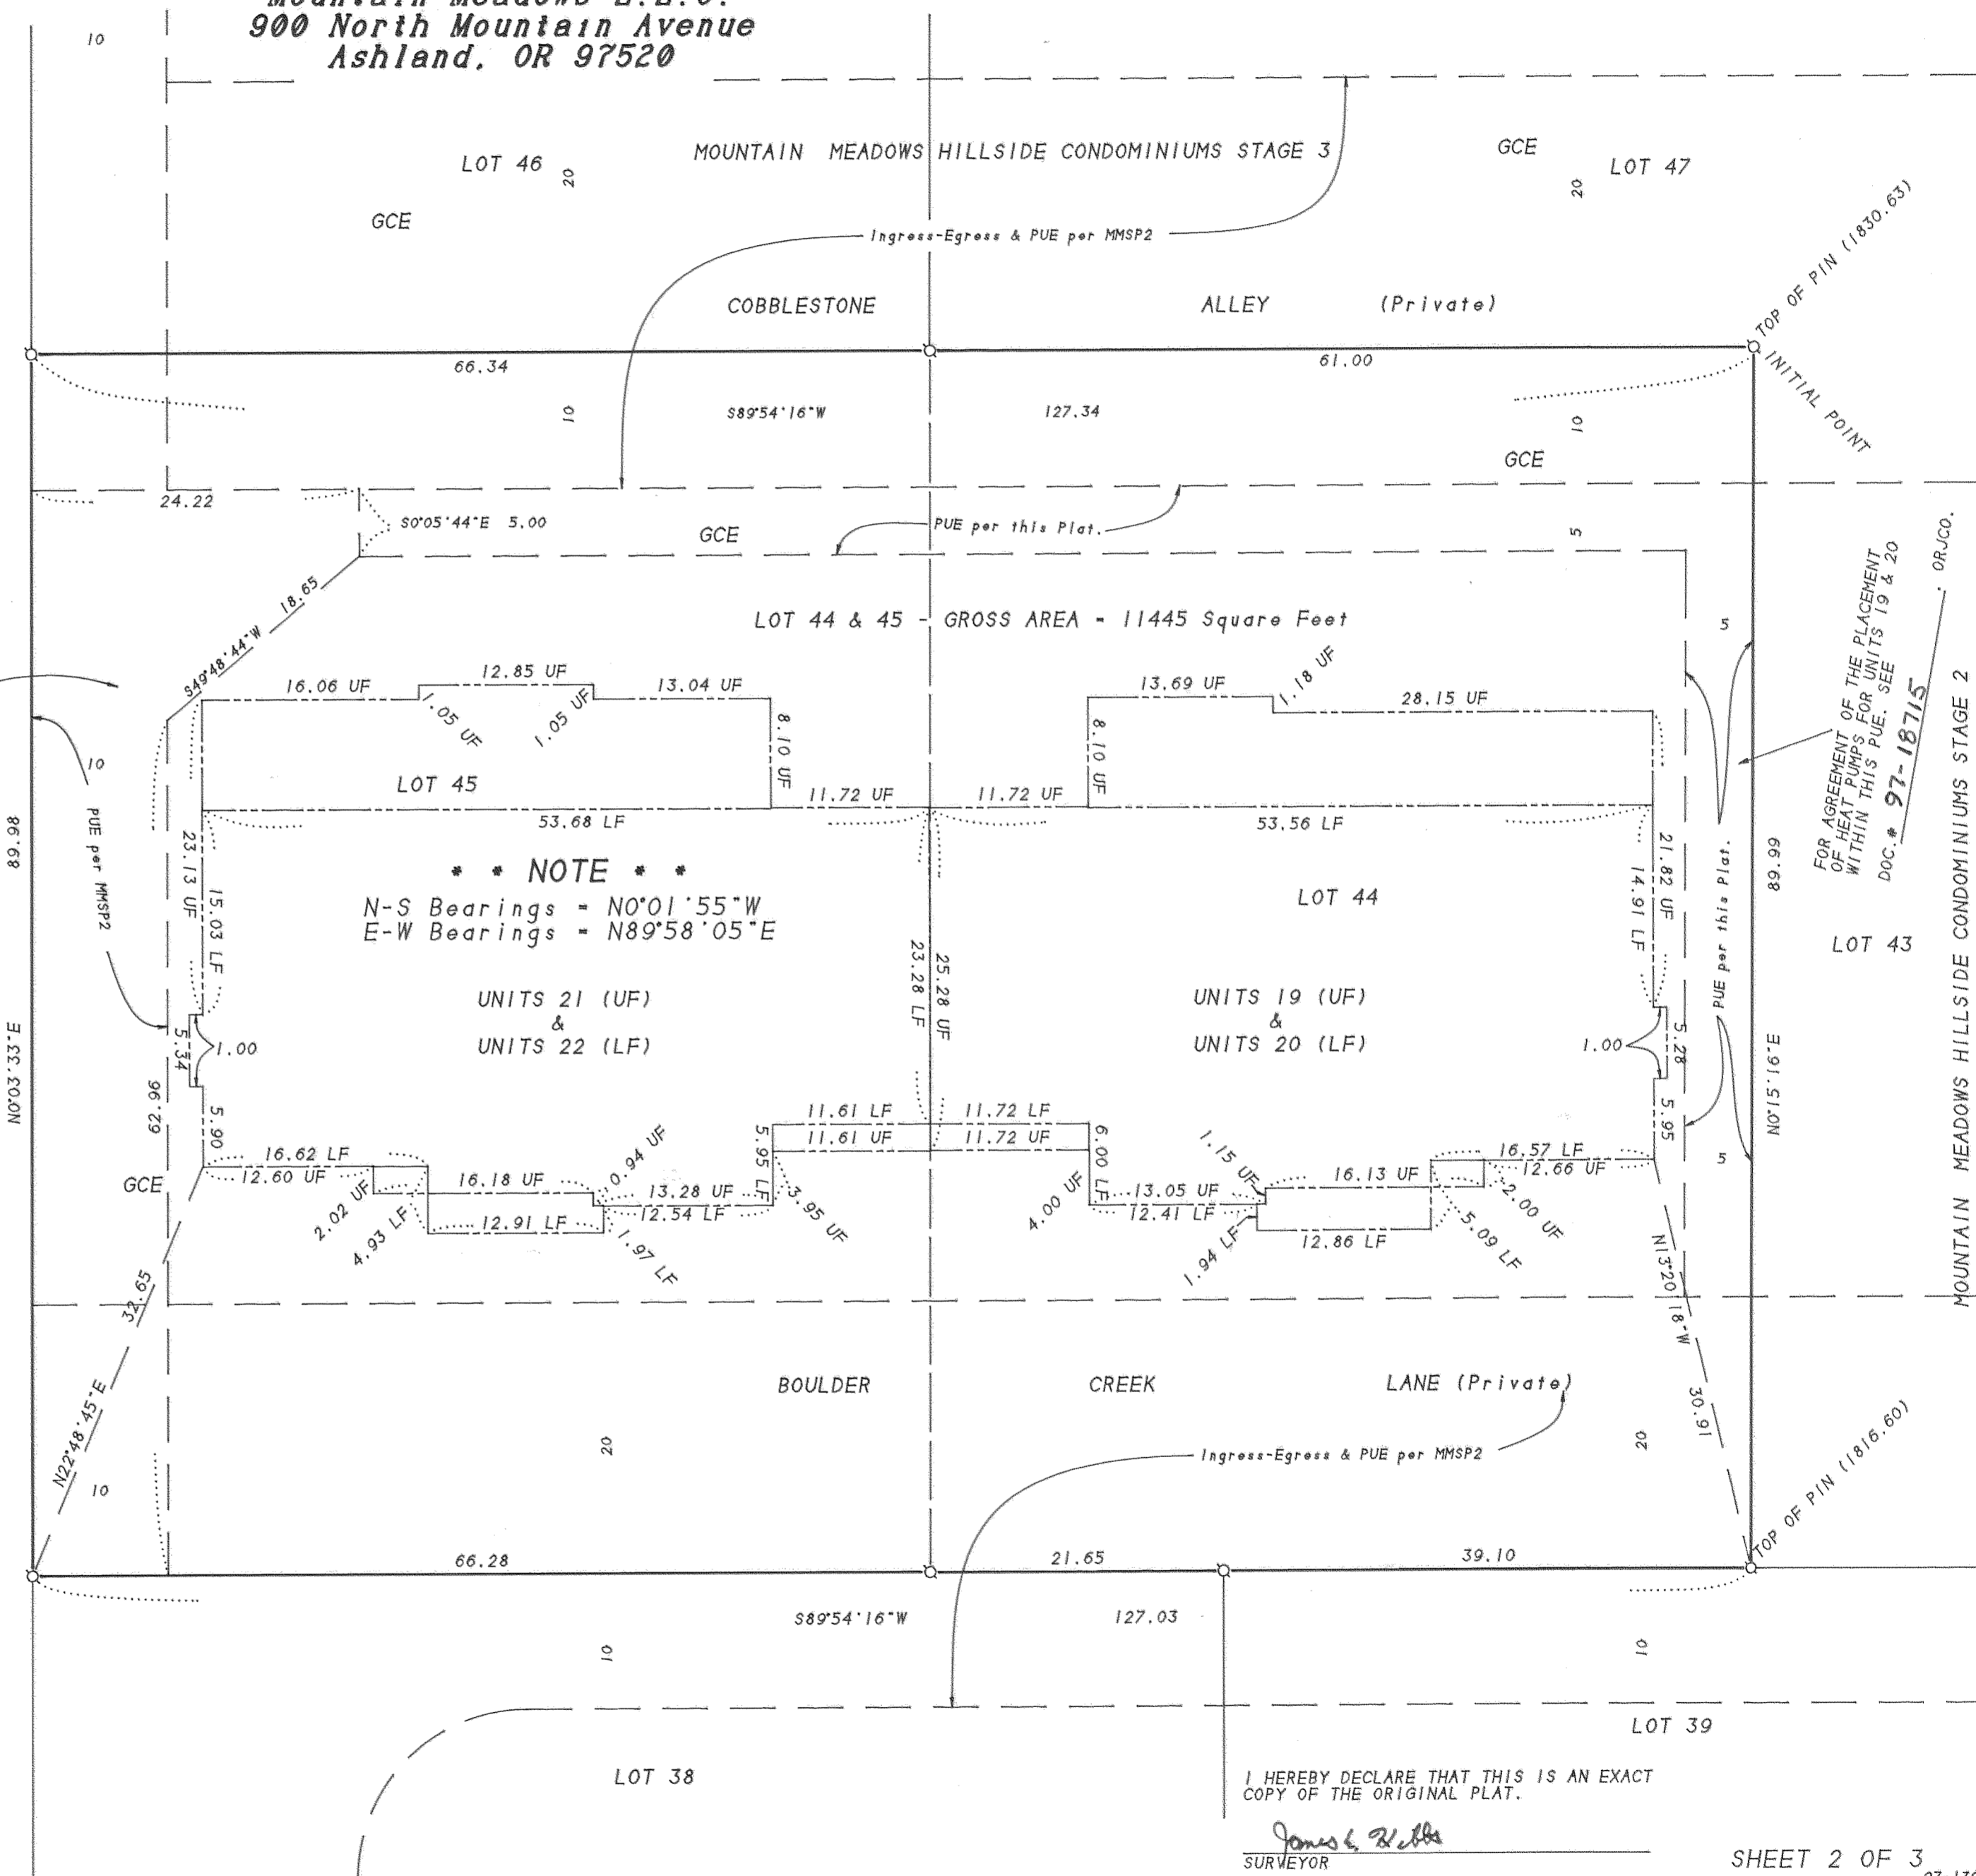 900 North Mountain Avenue
Ashland, OR 97520
10
LOT 46
20
MOUNTAIN MEADOWS HILLSIDE CONDOMINIUMS STAGE 3
GCE
LOT 47
20
GCE
Ingress-Egress & PUE per MMSP2
TOP OF PIN (1830.63)
INITIAL POINT
COBBLESTONE ALLEY (Private)
66.34
61.00
10
S89°54'16"W 127.34
10
GCE
24.22
S0°05'44"E 5.00
GCE
PUE per this Plat.
5
18.65
S49°48'44"W
LOT 44 & 45 - GROSS AREA = 11445 Square Feet
5
FOR AGREEMENT OF THE PLACEMENT
OF HEAT PUMPS FOR UNITS 19 & 20
WITHIN THIS PUE. SEE
DOC.# 97-18715, ORJCO.
16.06 UF
12.85 UF
13.04 UF
1.05 UF
1.05 UF
8.10 UF
13.69 UF
1.18 UF
28.15 UF
8.10 UF
10
PUE per MMSP2
LOT 45
11.72 UF
11.72 UF
53.68 LF
53.56 LF
89.98
N0°03'33"E
23.13 UF
15.03 LF
* * NOTE * *
N-S Bearings = N0°01'55"W
E-W Bearings = N89°58'05"E
LOT 44
21.82 UF
14.91 LF
PUE per this Plat.
89.99
N0°15'16"E
LOT 43
MOUNTAIN MEADOWS HILLSIDE CONDOMINIUMS STAGE 2
23.28 LF
25.28 UF
UNITS 21 (UF)
&
UNITS 22 (LF)
UNITS 19 (UF)
&
UNITS 20 (LF)
5.34
1.00
1.00
5.28
62.96
5.90
5.95
11.61 LF
11.72 LF
11.61 UF
11.72 UF
5.95 LF
6.00 LF
GCE
16.62 LF
12.60 UF
2.02 UF
4.93 LF
16.18 UF
12.91 LF
0.94 UF
13.28 UF
12.54 LF
1.97 LF
3.95 UF
4.00 UF
13.05 UF
12.41 LF
1.15 UF
1.94 LF
16.13 UF
12.86 LF
16.57 LF
12.66 UF
2.00 UF
5.09 LF
5
N13°20'18"W
30.91
32.65
N22°48'45"E
10
BOULDER CREEK LANE (Private)
20
Ingress-Egress & PUE per MMSP2
20
TOP OF PIN (1816.60)
66.28
21.65
39.10
S89°54'16"W 127.03
10
10
LOT 39
LOT 38
I HEREBY DECLARE THAT THIS IS AN EXACT
COPY OF THE ORIGINAL PLAT.
James L. Hibbs
SURVEYOR
SHEET 2 OF 3